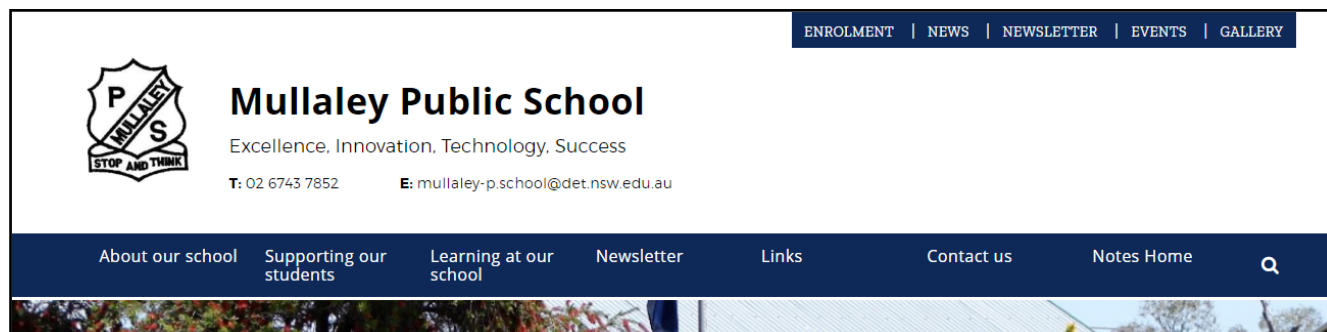 ENROLMENT | NEWS | NEWSLETTER | EVENTS | GALLERY
P
MULLALEY
S
STOP AND THINK
Mullaley Public School
Excellence, Innovation, Technology, Success
T: 02 6743 7852 E: mullaley-p.school@det.nsw.edu.au
About our school Supporting our students Learning at our school Newsletter Links Contact us Notes Home